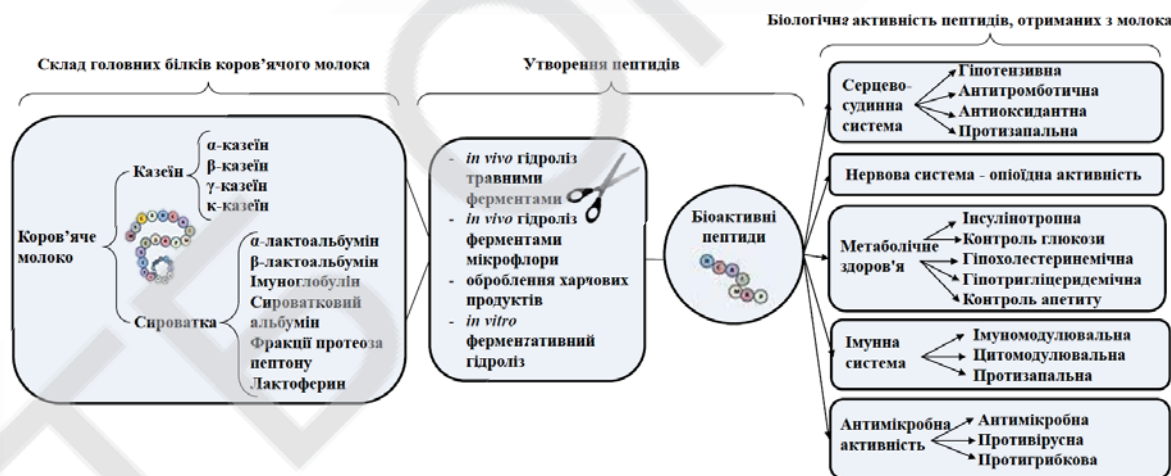 Біологічна активність пептидів, отриманих з молока
Склад головних білків коров’ячого молока
Утворення пептидів
Коров’яче
молоко
Казеїн
α-казеїн
β-казеїн
γ-казеїн
κ-казеїн
Сироватка
α-лактоальбумін
β-лактоальбумін
Імуноглобулін
Сироватковий
альбумін
Фракції протеоза
пептону
Лактоферин
- in vivo гідроліз
травними
ферментами
- in vivo гідроліз
ферментами
мікрофлори
- оброблення харчових
продуктів
- in vitro
ферментативний
гідроліз
Біоактивні
пептиди
Серцево-
судинна
система
Гіпотензивна
Антитромботична
Антиоксидантна
Протизапальна
Нервова система - опіоїдна активність
Метаболічне
здоров'я
Інсулінотропна
Контроль глюкози
Гіпохолестеринемічна
Гіпотригліцеридемічна
Контроль апетиту
Імунна
система
Імуномодулювальна
Цитомодулювальна
Протизапальна
Антимікробна
активність
Антимікробна
Противірусна
Протигрибкова